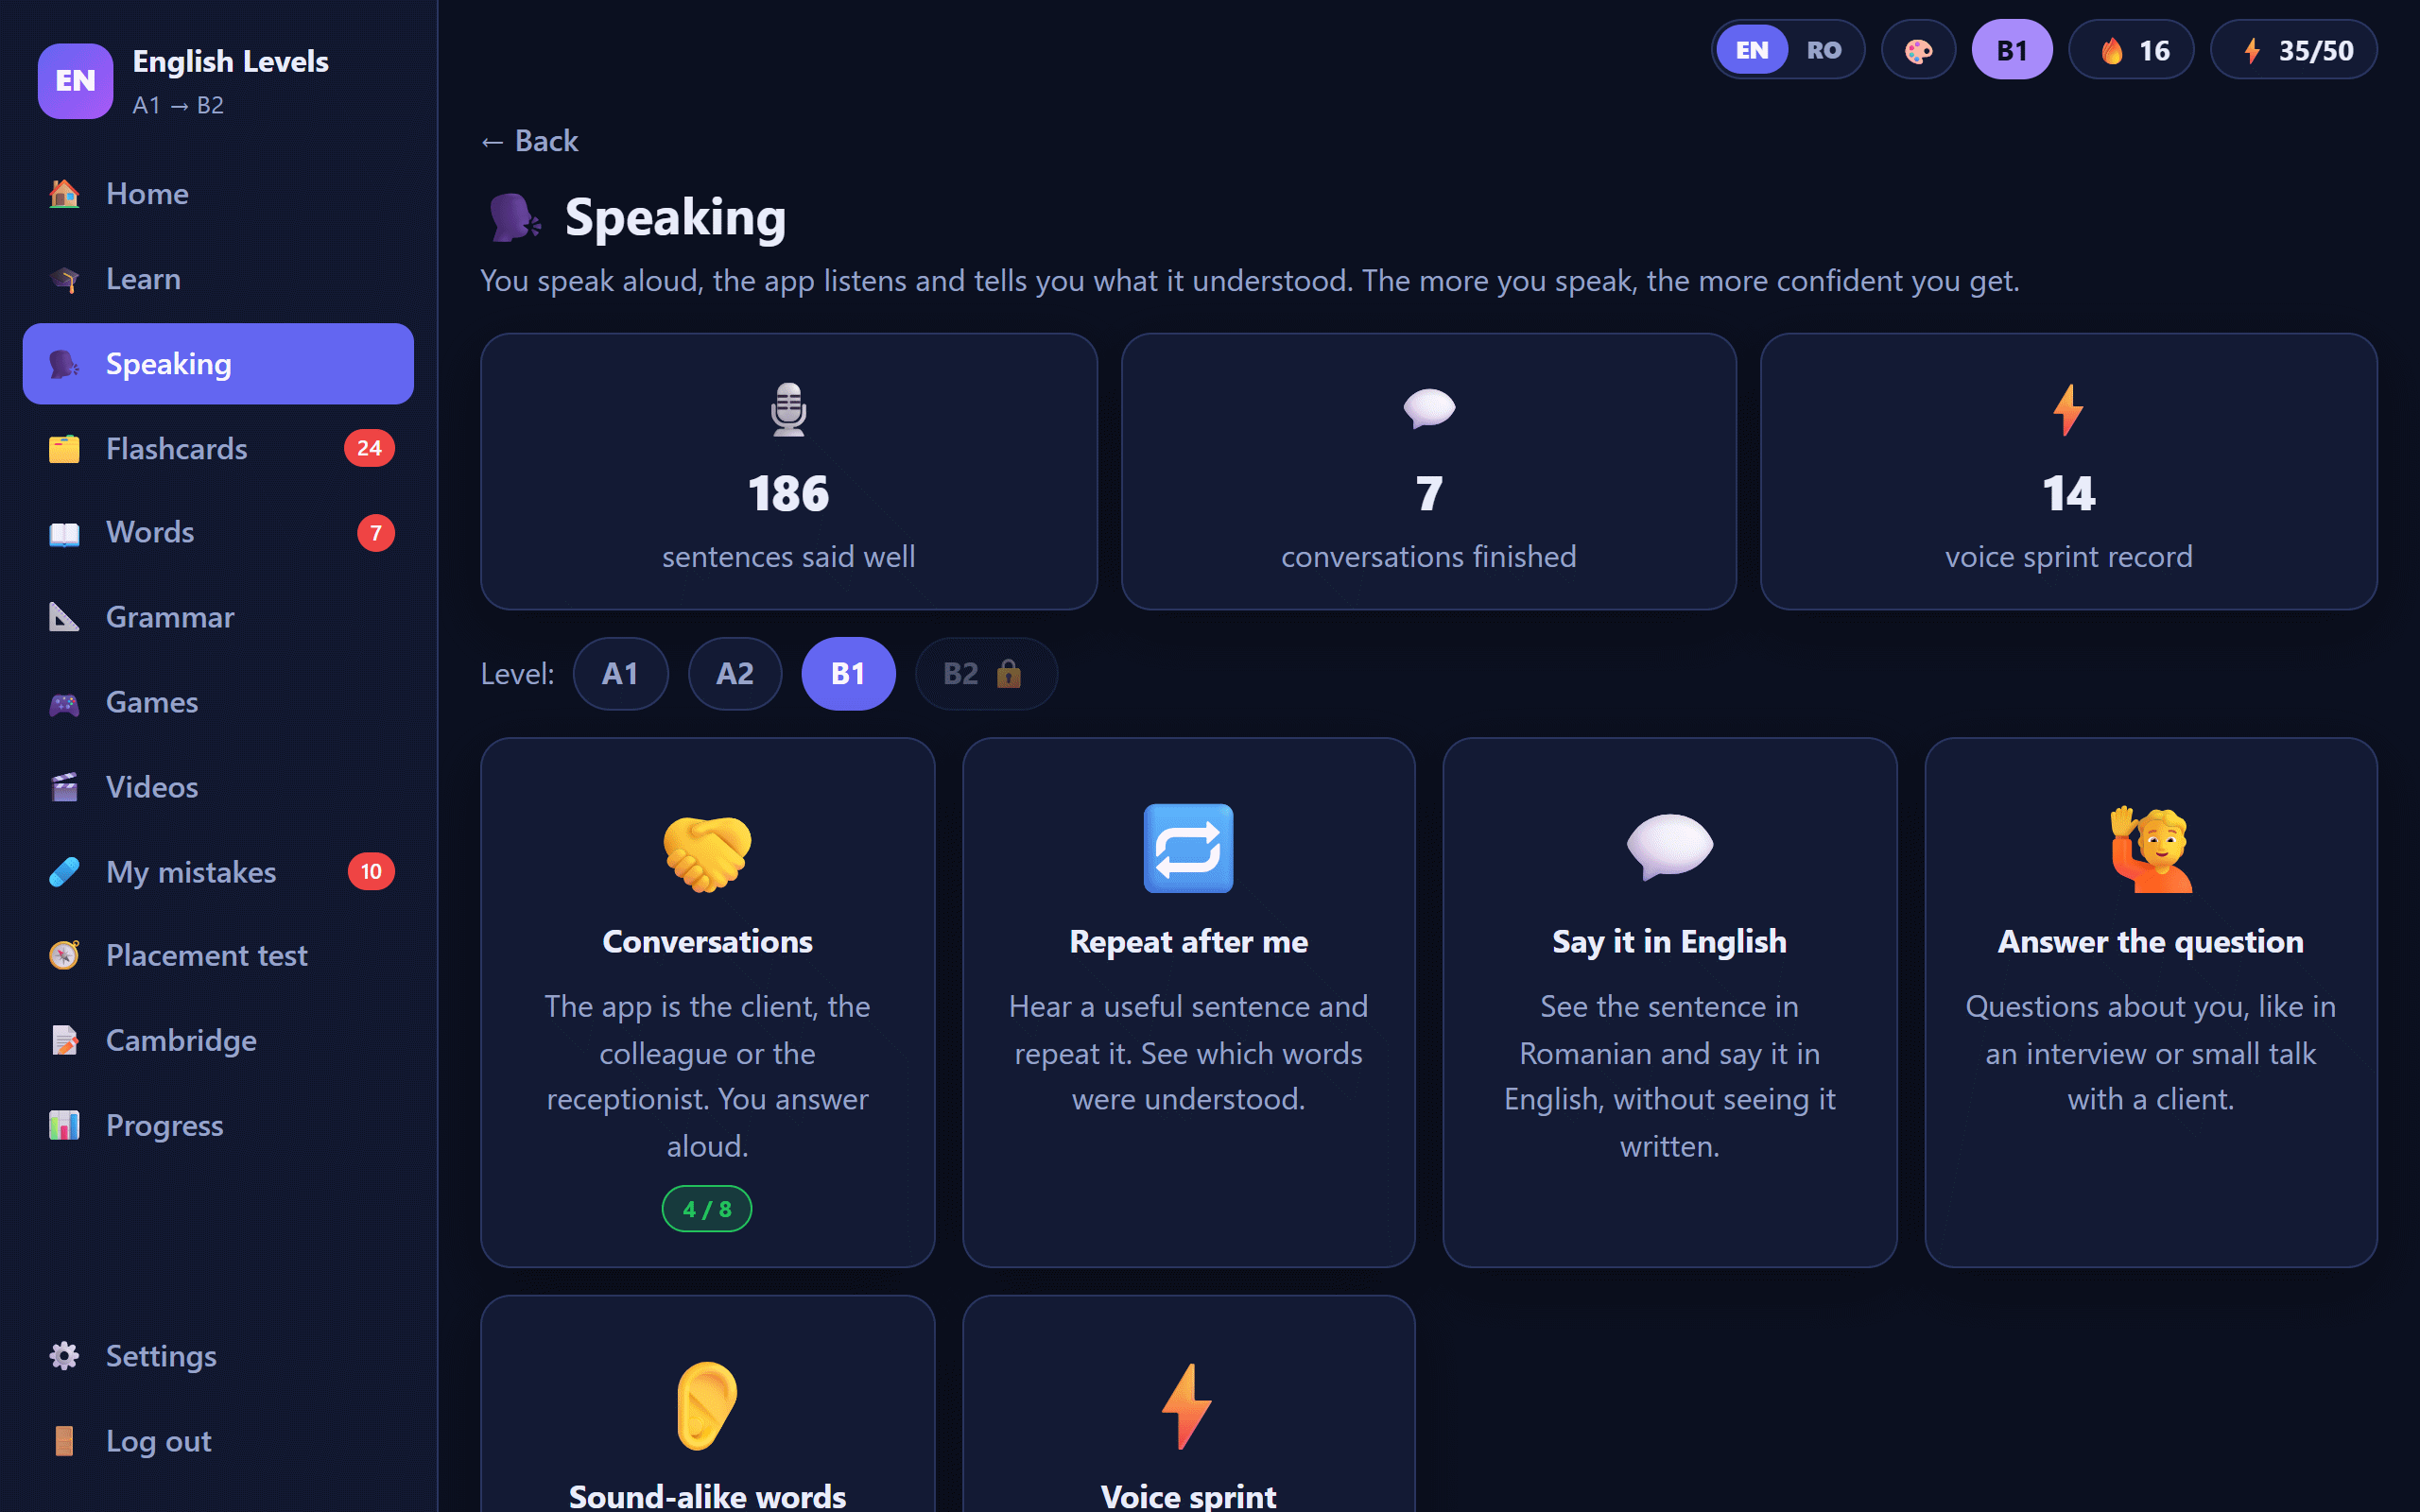 EN
English Levels
A1 → B2
Home
Learn
Speaking
Flashcards 24
Words 7
Grammar
Games
Videos
My mistakes 10
Placement test
Cambridge
Progress
Settings
Log out
EN RO B1 16 35/50
← Back
Speaking
You speak aloud, the app listens and tells you what it understood. The more you speak, the more confident you get.
186
sentences said well
7
conversations finished
14
voice sprint record
Level: A1 A2 B1 B2
Conversations
The app is the client, the
colleague or the
receptionist. You answer
aloud.
4 / 8
Repeat after me
Hear a useful sentence and
repeat it. See which words
were understood.
Say it in English
See the sentence in
Romanian and say it in
English, without seeing it
written.
Answer the question
Questions about you, like in
an interview or small talk
with a client.
Sound-alike words
Voice sprint